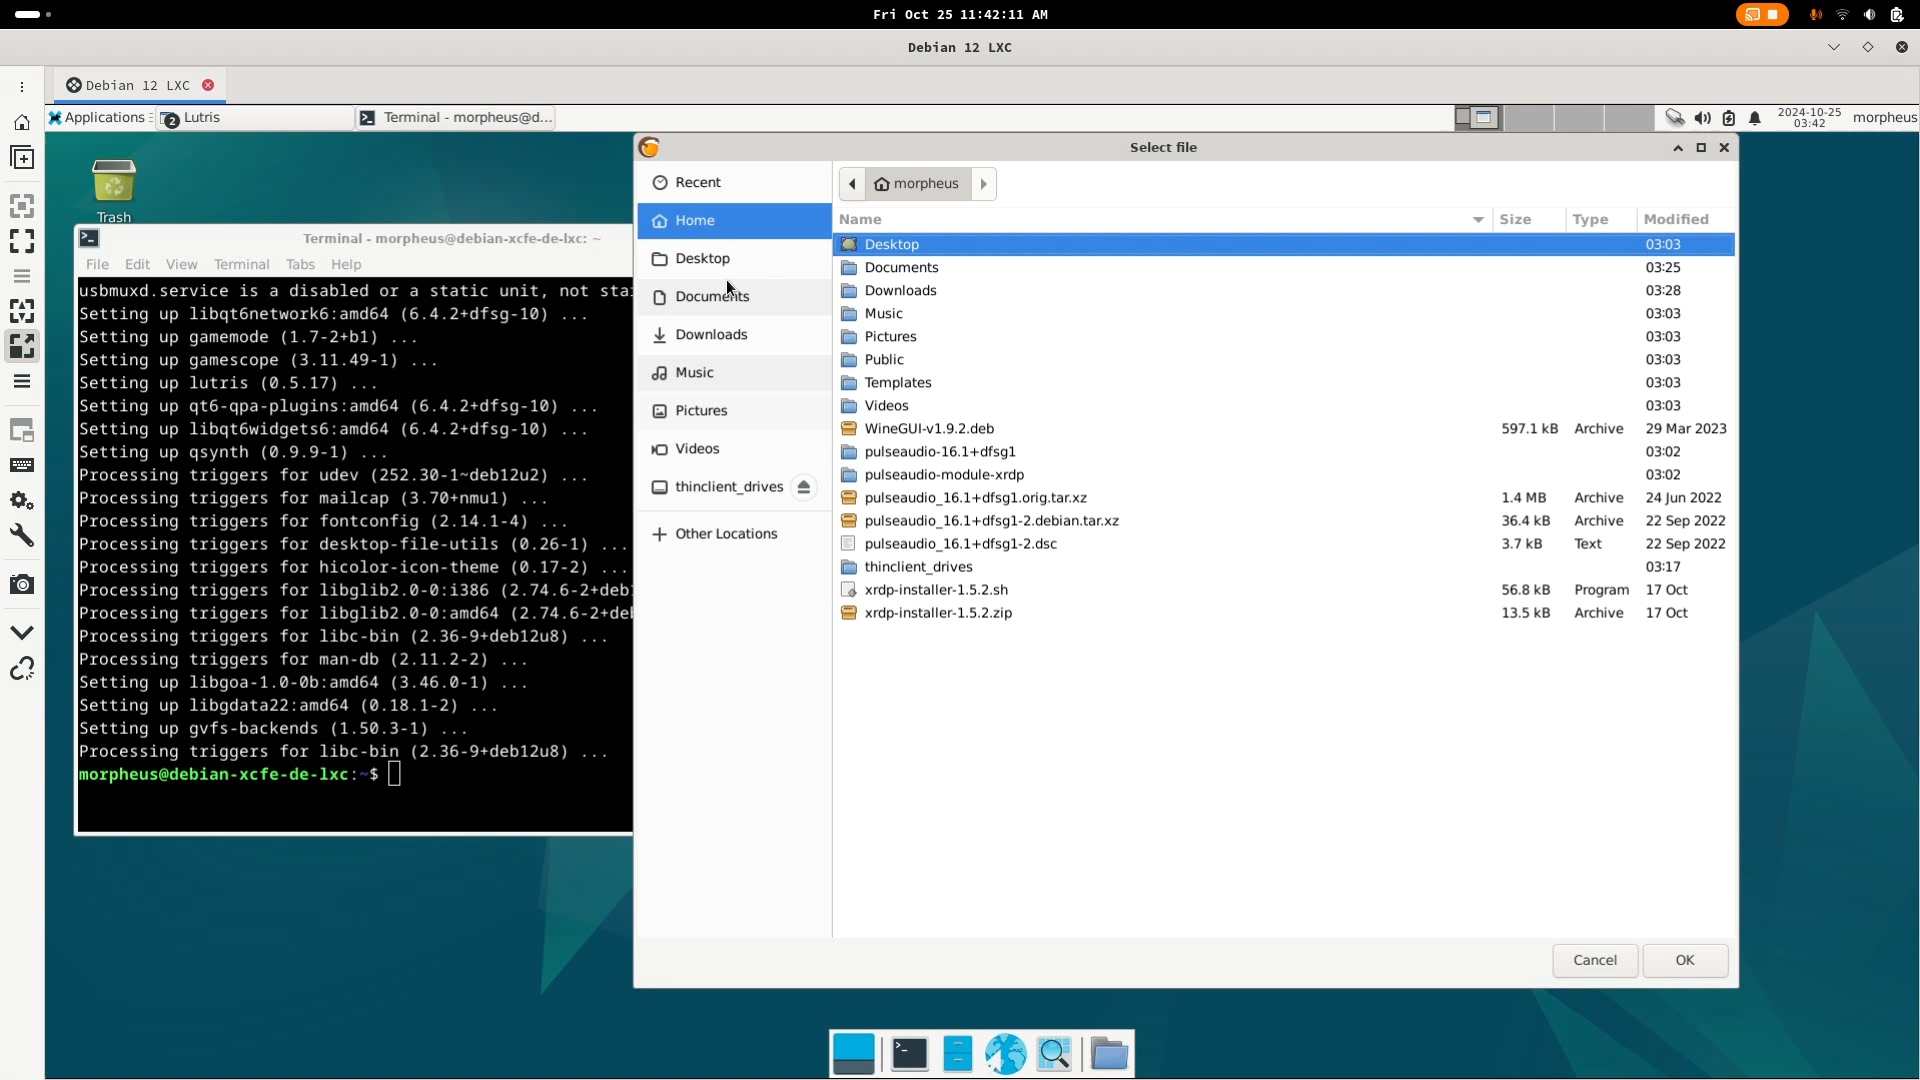 Fri Oct 25 11:42:11 AM
Debian 12 LXC
Debian 12 LXC
Applications
2
Lutris
Terminal - morpheus@d...
2024-10-25
03:42
morpheus
Trash
Terminal - morpheus@debian-xcfe-de-lxc: ~
File Edit View Terminal Tabs Help
usbmuxd.service is a disabled or a static unit, not sta
Setting up libqt6network6:amd64 (6.4.2+dfsg-10) ...
Setting up gamemode (1.7-2+b1) ...
Setting up gamescope (3.11.49-1) ...
Setting up lutris (0.5.17) ...
Setting up qt6-qpa-plugins:amd64 (6.4.2+dfsg-10) ...
Setting up libqt6widgets6:amd64 (6.4.2+dfsg-10) ...
Setting up qsynth (0.9.9-1) ...
Processing triggers for udev (252.30-1~deb12u2) ...
Processing triggers for mailcap (3.70+nmu1) ...
Processing triggers for fontconfig (2.14.1-4) ...
Processing triggers for desktop-file-utils (0.26-1) ...
Processing triggers for hicolor-icon-theme (0.17-2) ...
Processing triggers for libglib2.0-0:i386 (2.74.6-2+deb
Processing triggers for libglib2.0-0:amd64 (2.74.6-2+deb
Processing triggers for libc-bin (2.36-9+deb12u8) ...
Processing triggers for man-db (2.11.2-2) ...
Setting up libgoa-1.0-0b:amd64 (3.46.0-1) ...
Setting up libgdata22:amd64 (0.18.1-2) ...
Setting up gvfs-backends (1.50.3-1) ...
Processing triggers for libc-bin (2.36-9+deb12u8) ...
morpheus@debian-xcfe-de-lxc:~$
Select file
Recent
Home
Desktop
Documents
Downloads
Music
Pictures
Videos
thinclient_drives
Other Locations
morpheus
Name Size Type Modified
Desktop 03:03
Documents 03:25
Downloads 03:28
Music 03:03
Pictures 03:03
Public 03:03
Templates 03:03
Videos 03:03
WineGUI-v1.9.2.deb 597.1 kB Archive 29 Mar 2023
pulseaudio-16.1+dfsg1 03:02
pulseaudio-module-xrdp 03:02
pulseaudio_16.1+dfsg1.orig.tar.xz 1.4 MB Archive 24 Jun 2022
pulseaudio_16.1+dfsg1-2.debian.tar.xz 36.4 kB Archive 22 Sep 2022
pulseaudio_16.1+dfsg1-2.dsc 3.7 kB Text 22 Sep 2022
thinclient_drives 03:17
xrdp-installer-1.5.2.sh 56.8 kB Program 17 Oct
xrdp-installer-1.5.2.zip 13.5 kB Archive 17 Oct
Cancel OK